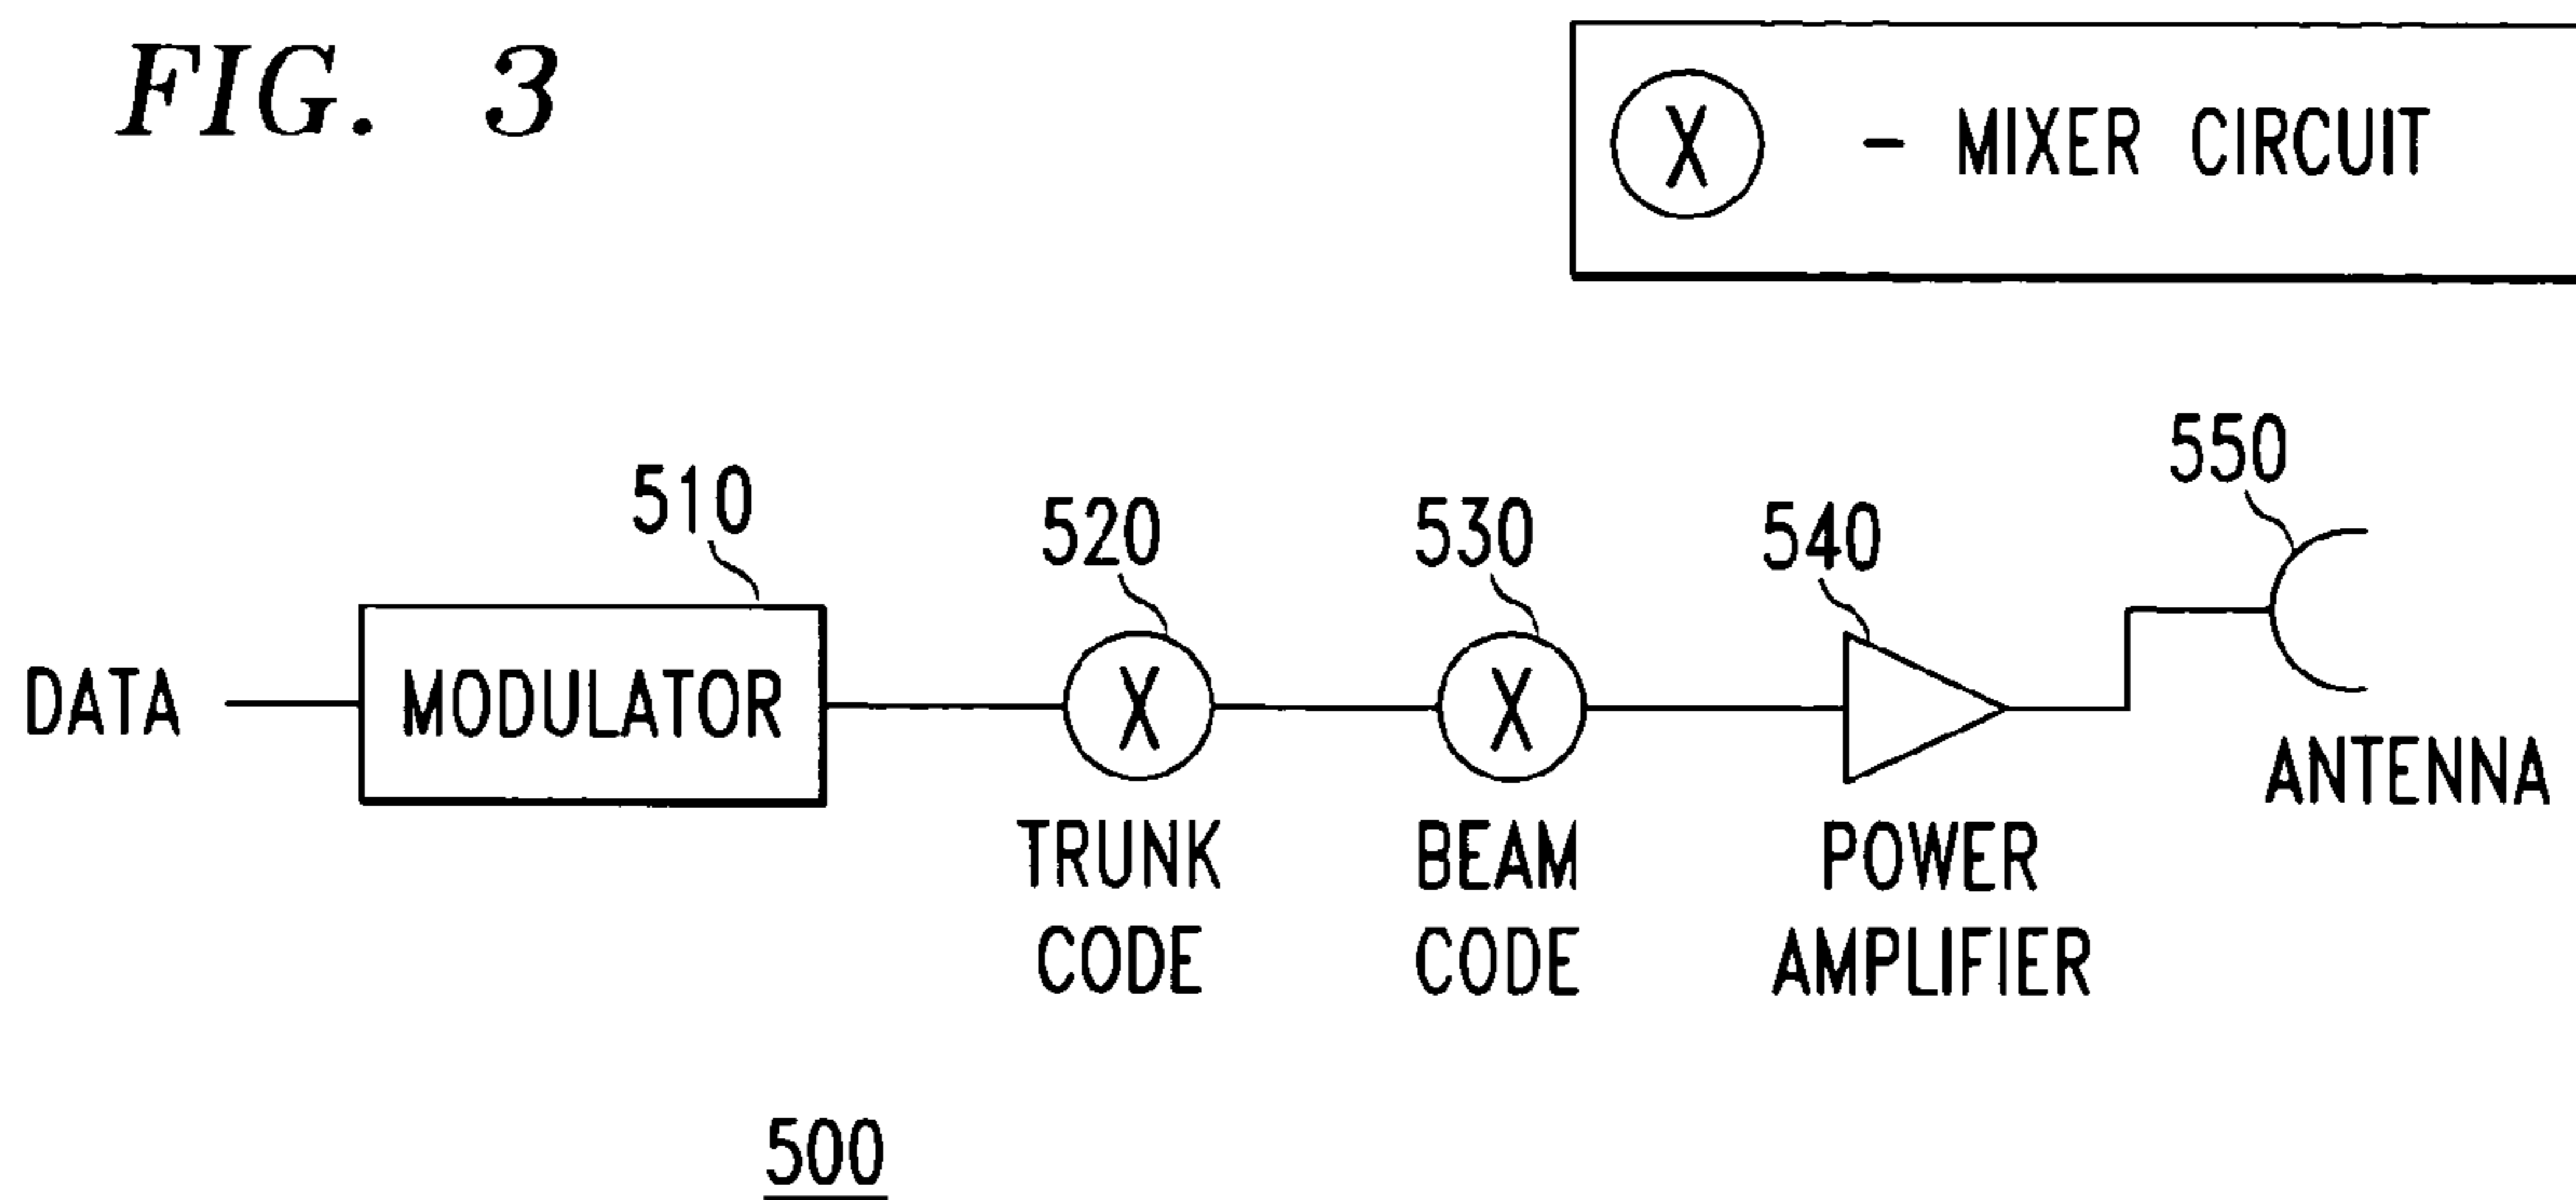 FIG. 3
X - MIXER CIRCUIT
550
510
520
530
540
DATA
MODULATOR
X
X
ANTENNA
TRUNK CODE
BEAM CODE
POWER AMPLIFIER
500